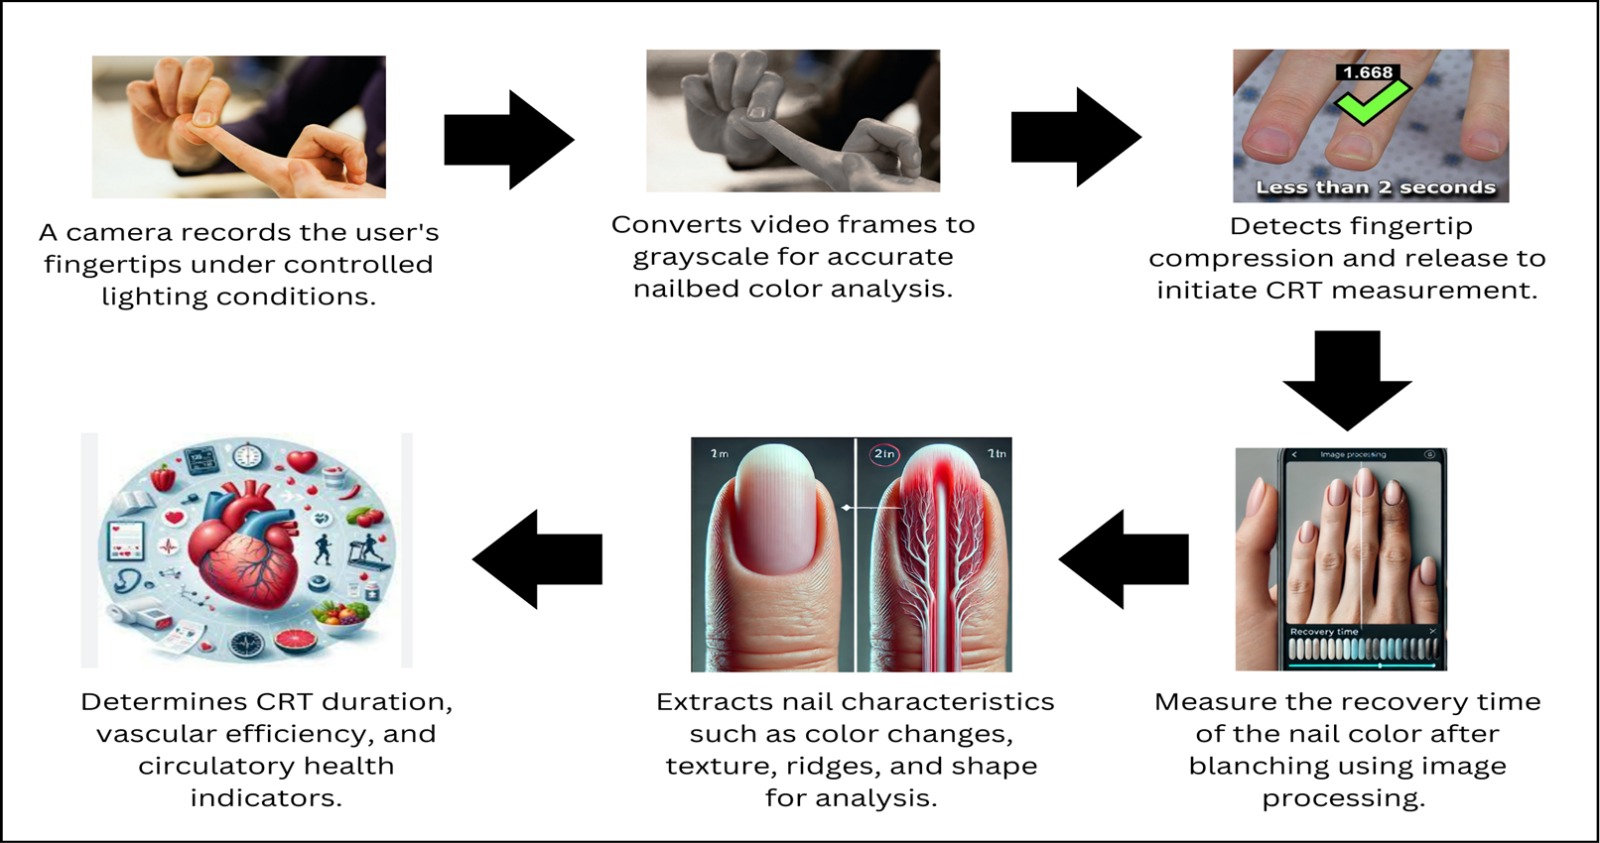 A camera records the user's
fingertips under controlled
lighting conditions.
Converts video frames to
grayscale for accurate
nailbed color analysis.
1.668
Less than 2 seconds
Detects fingertip
compression and release to
initiate CRT measurement.
Image processing
Recovery time
Measure the recovery time
of the nail color after
blanching using image
processing.
2in
Extracts nail characteristics
such as color changes,
texture, ridges, and shape
for analysis.
Determines CRT duration,
vascular efficiency, and
circulatory health
indicators.